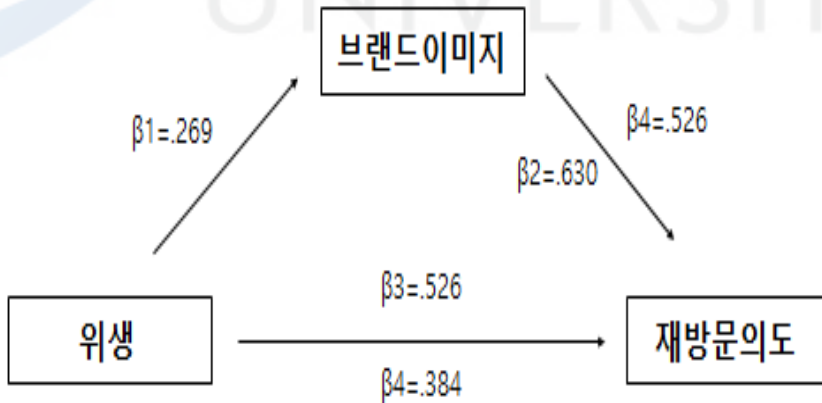 UNIVERSIT
브랜드이미지
β1=.269
β4=.526
β2=.630
β3=.526
위생
재방문의도
β4=.384